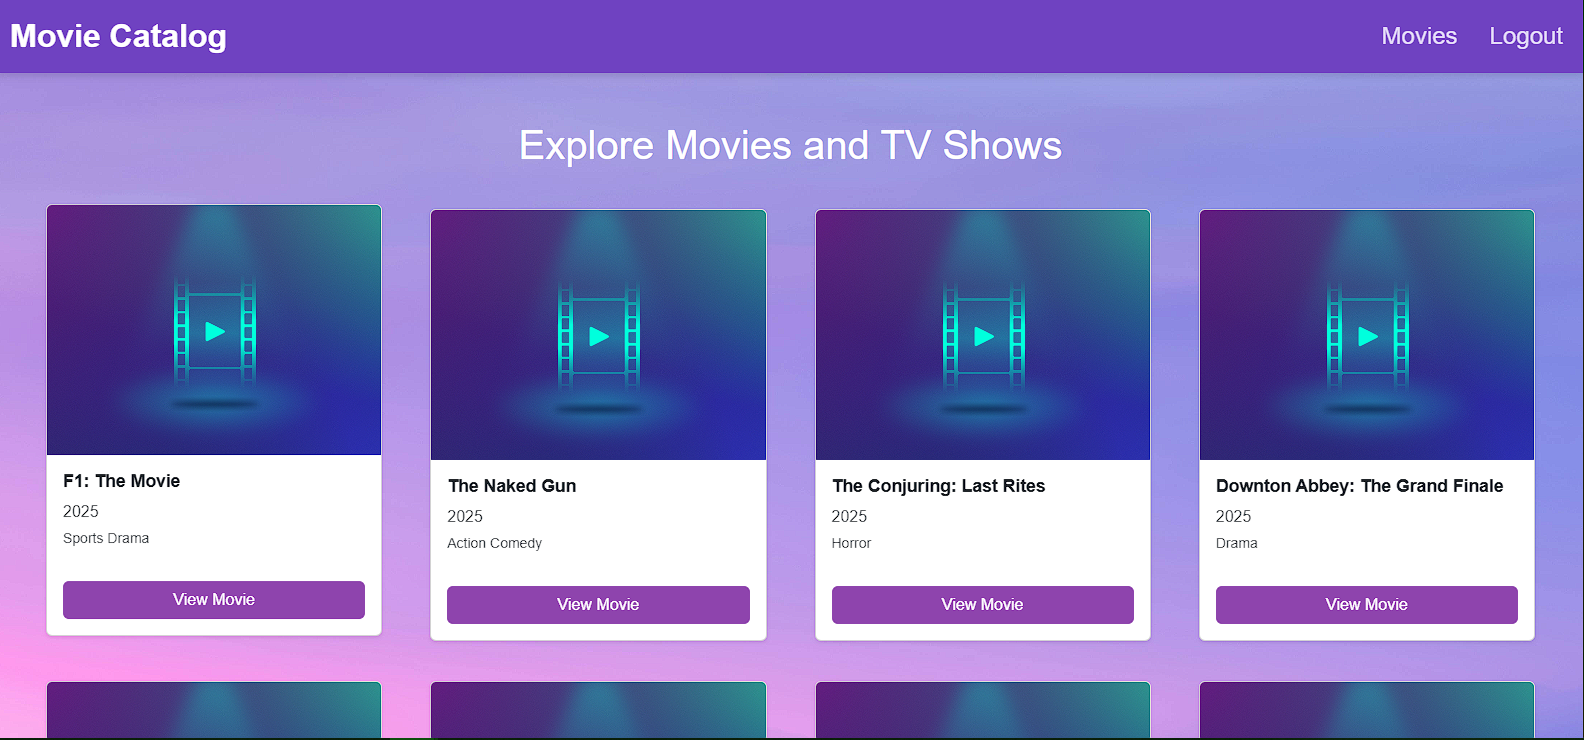 Movie Catalog
Movies
Logout
Explore Movies and TV Shows
F1: The Movie
2025
Sports Drama
View Movie
The Naked Gun
2025
Action Comedy
View Movie
The Conjuring: Last Rites
2025
Horror
View Movie
Downton Abbey: The Grand Finale
2025
Drama
View Movie